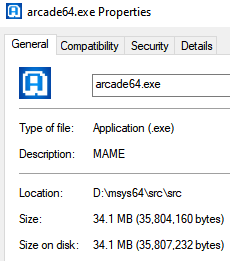 arcade64.exe Properties
General Compatibility Security Details
arcade64.exe
Type of file: Application (.exe)
Description: MAME
Location: D:\msys64\src\src
Size: 34.1 MB (35,804,160 bytes)
Size on disk: 34.1 MB (35,807,232 bytes)